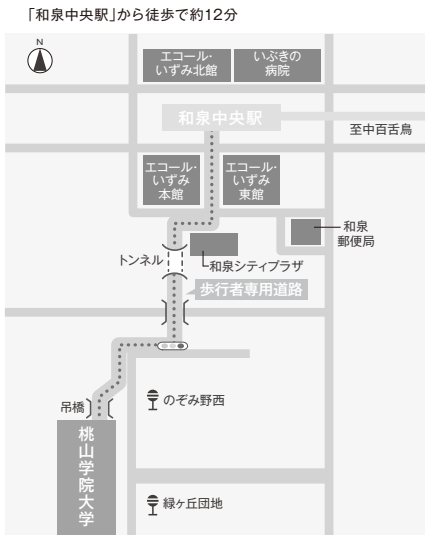 「和泉中央駅」から徒歩で約12分
N
エコール・
いずみ北館
いぶきの
病院
和泉中央駅
至中百舌鳥
エコール・
いずみ
本館
エコール・
いずみ
東館
和泉
郵便局
トンネル
和泉シティプラザ
歩行者専用道路
のぞみ野西
吊橋
桃山学院大学
緑ヶ丘団地